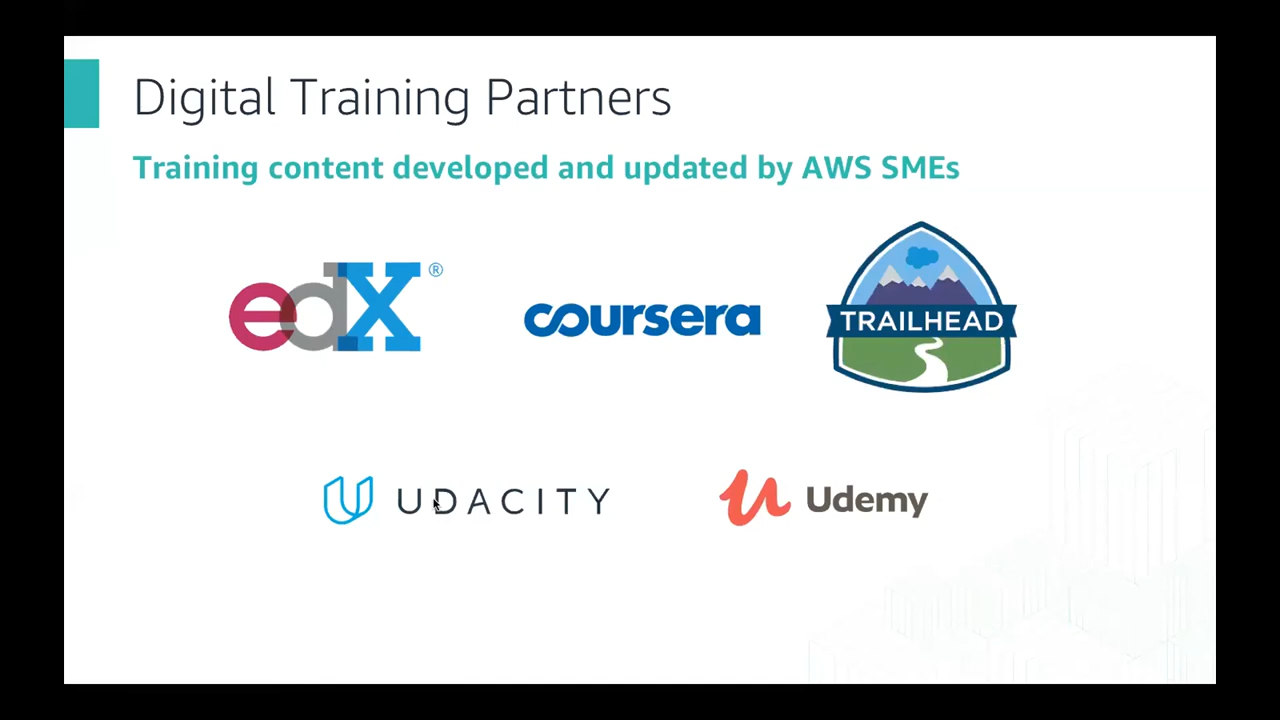 Digital Training Partners
Training content developed and updated by AWS SMEs
edX®
coursera
TRAILHEAD
UDACITY
Udemy